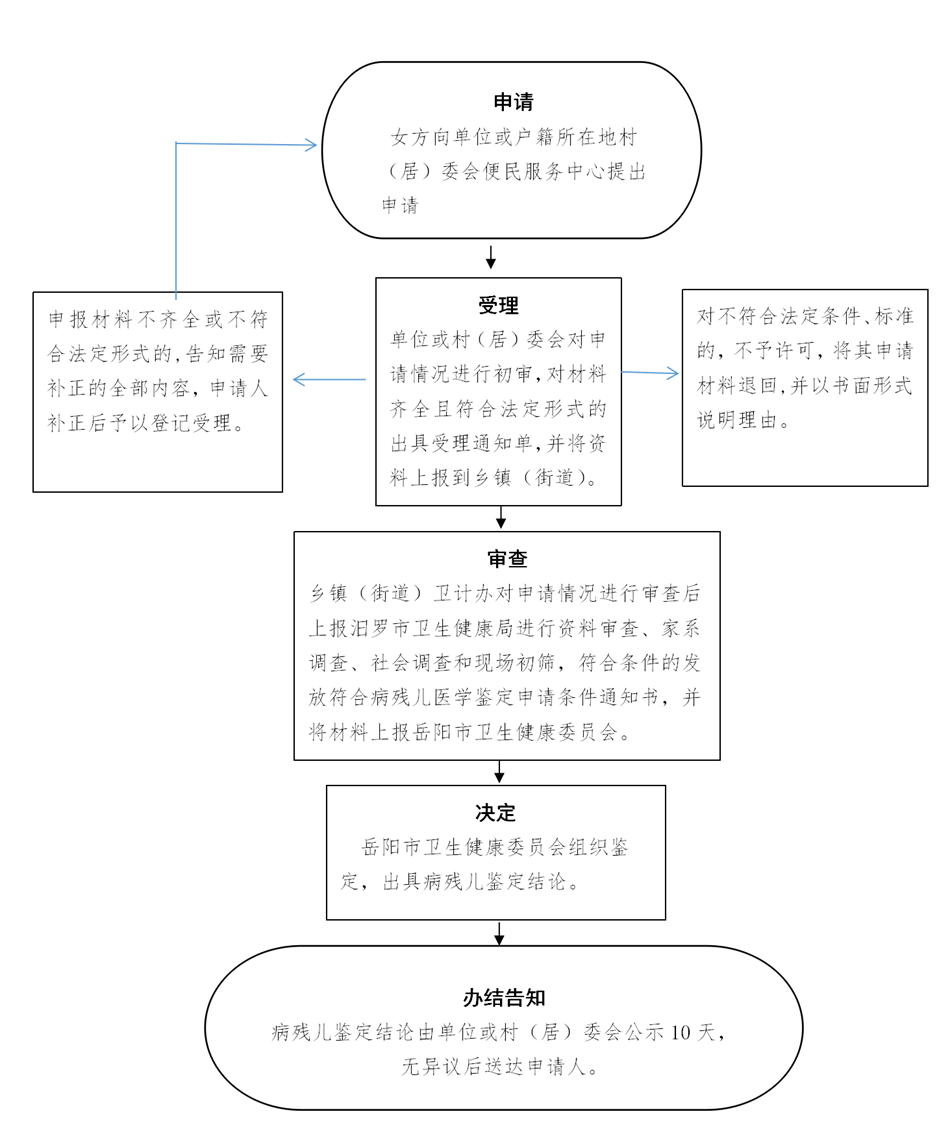 申请
女方向单位或户籍所在地村
（居）委会便民服务中心提出
申请
申报材料不齐全或不符
合法定形式的，告知需要
补正的全部内容，申请人
补正后予以登记受理。
受理
单位或村（居）委会对申
请情况进行初审，对材料
齐全且符合法定形式的
出具受理通知单，并将资
料上报到乡镇（街道）。
对不符合法定条件、标准
的，不予许可，将其申请
材料退回，并以书面形式
说明理由。
审查
乡镇（街道）卫计办对申请情况进行审查后
上报汨罗市卫生健康局进行资料审查、家系
调查、社会调查和现场初筛，符合条件的发
放符合病残儿医学鉴定申请条件通知书，并
将材料上报岳阳市卫生健康委员会。
决定
岳阳市卫生健康委员会组织鉴
定，出具病残儿鉴定结论。
办结告知
病残儿鉴定结论由单位或村（居）委会公示 10 天，
无异议后送达申请人。